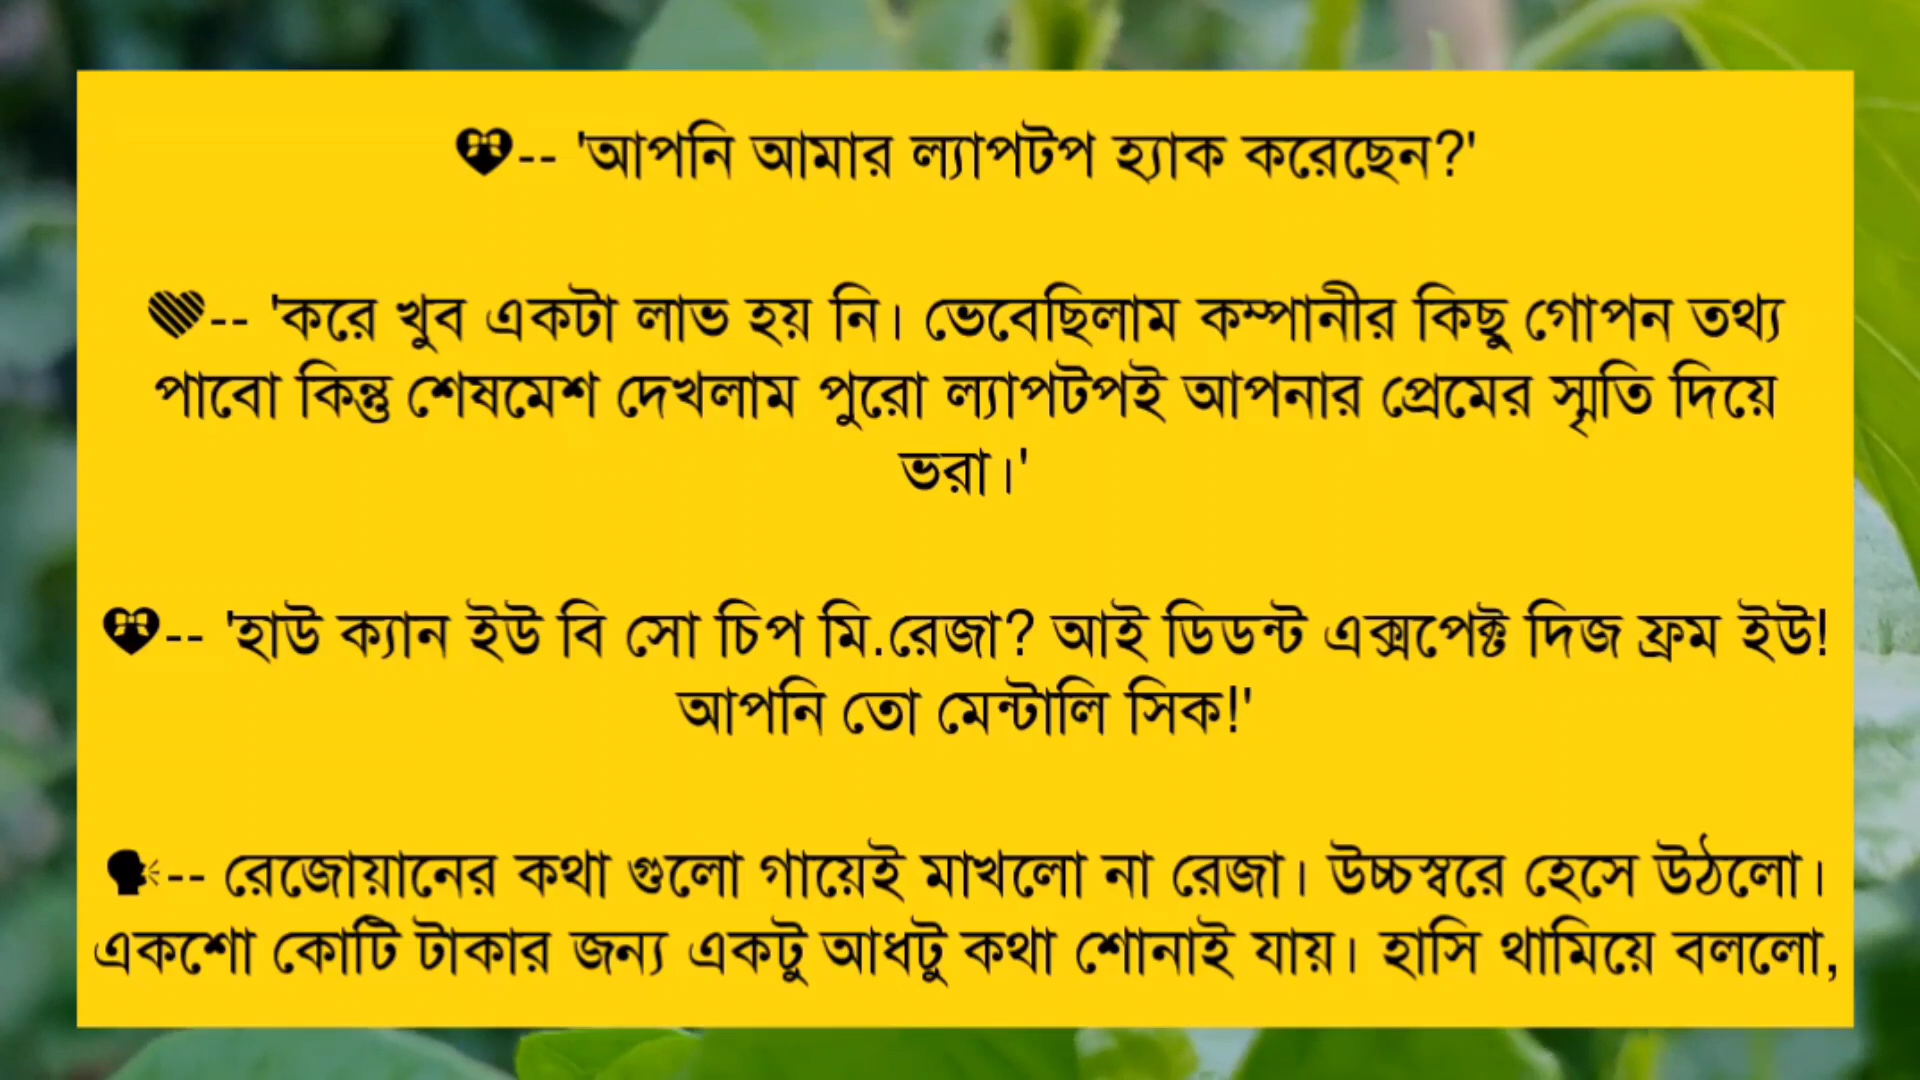 💝-- 'আপনি আমার ল্যাপটপ হ্যাক করেছেন?'
💘-- 'করে খুব একটা লাভ হয় নি। ভেবেছিলাম কম্পানীর কিছু গোপন তথ্য
পাবো কিন্তু শেষমেশ দেখলাম পুরো ল্যাপটপই আপনার প্রেমের স্মৃতি দিয়ে
ভরা।'
💝-- 'হাউ ক্যান ইউ বি সো চিপ মি.রেজা? আই ডিডন্ট এক্সপেক্ট দিজ ফ্রম ইউ!
আপনি তো মেন্টালি সিক!'
🗣-- রেজোয়ানের কথা গুলো গায়েই মাখলো না রেজা। উচ্চস্বরে হেসে উঠলো।
একশো কোটি টাকার জন্য একটু আধটু কথা শোনাই যায়। হাসি থামিয়ে বললো,